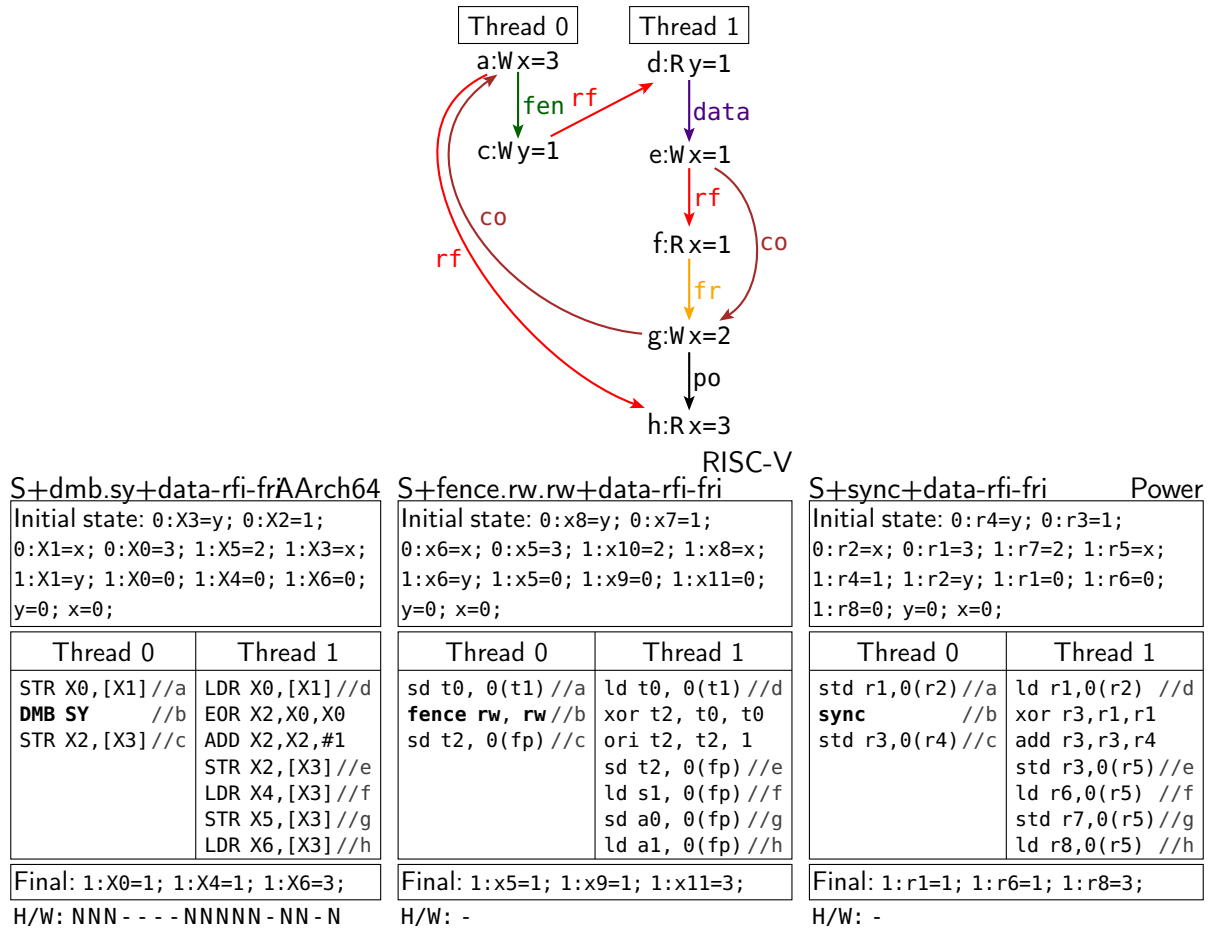 Thread 0 Thread 1
a:W x=3 d:R y=1
fen rf data
c:W y=1 e:W x=1
rf
co f:R x=1 co
rf
fr
g:W x=2
po
h:R x=3
RISC-V
S+dmb.sy+data-rfi-fri AArch64 S+fence.rw.rw+data-rfi-fri S+sync+data-rfi-fri Power
Initial state: 0:X3=y; 0:X2=1; Initial state: 0:x8=y; 0:x7=1; Initial state: 0:r4=y; 0:r3=1;
0:X1=x; 0:X0=3; 1:X5=2; 1:X3=x; 0:x6=x; 0:x5=3; 1:x10=2; 1:x8=x; 0:r2=x; 0:r1=3; 1:r7=2; 1:r5=x;
1:X1=y; 1:X0=0; 1:X4=0; 1:X6=0; 1:x6=y; 1:x5=0; 1:x9=0; 1:x11=0; 1:r4=1; 1:r2=y; 1:r1=0; 1:r6=0;
y=0; x=0; y=0; x=0; 1:r8=0; y=0; x=0;
Thread 0 Thread 1 Thread 0 Thread 1 Thread 0 Thread 1
STR X0,[X1]//a LDR X0,[X1]//d sd t0, 0(t1)//a ld t0, 0(t1)//d std r1,0(r2)//a ld r1,0(r2) //d
DMB SY //b EOR X2,X0,X0 fence rw, rw//b xor t2, t0, t0 sync //b xor r3,r1,r1
STR X2,[X3]//c ADD X2,X2,#1 sd t2, 0(fp)//c ori t2, t2, 1 std r3,0(r4)//c add r3,r3,r4
STR X2,[X3]//e sd t2, 0(fp)//e std r3,0(r5)//e
LDR X4,[X3]//f ld s1, 0(fp)//f ld r6,0(r5) //f
STR X5,[X3]//g sd a0, 0(fp)//g std r7,0(r5)//g
LDR X6,[X3]//h ld a1, 0(fp)//h ld r8,0(r5) //h
Final: 1:X0=1; 1:X4=1; 1:X6=3; Final: 1:x5=1; 1:x9=1; 1:x11=3; Final: 1:r1=1; 1:r6=1; 1:r8=3;
H/W: NNN----NNNNN-NN-N H/W: - H/W: -